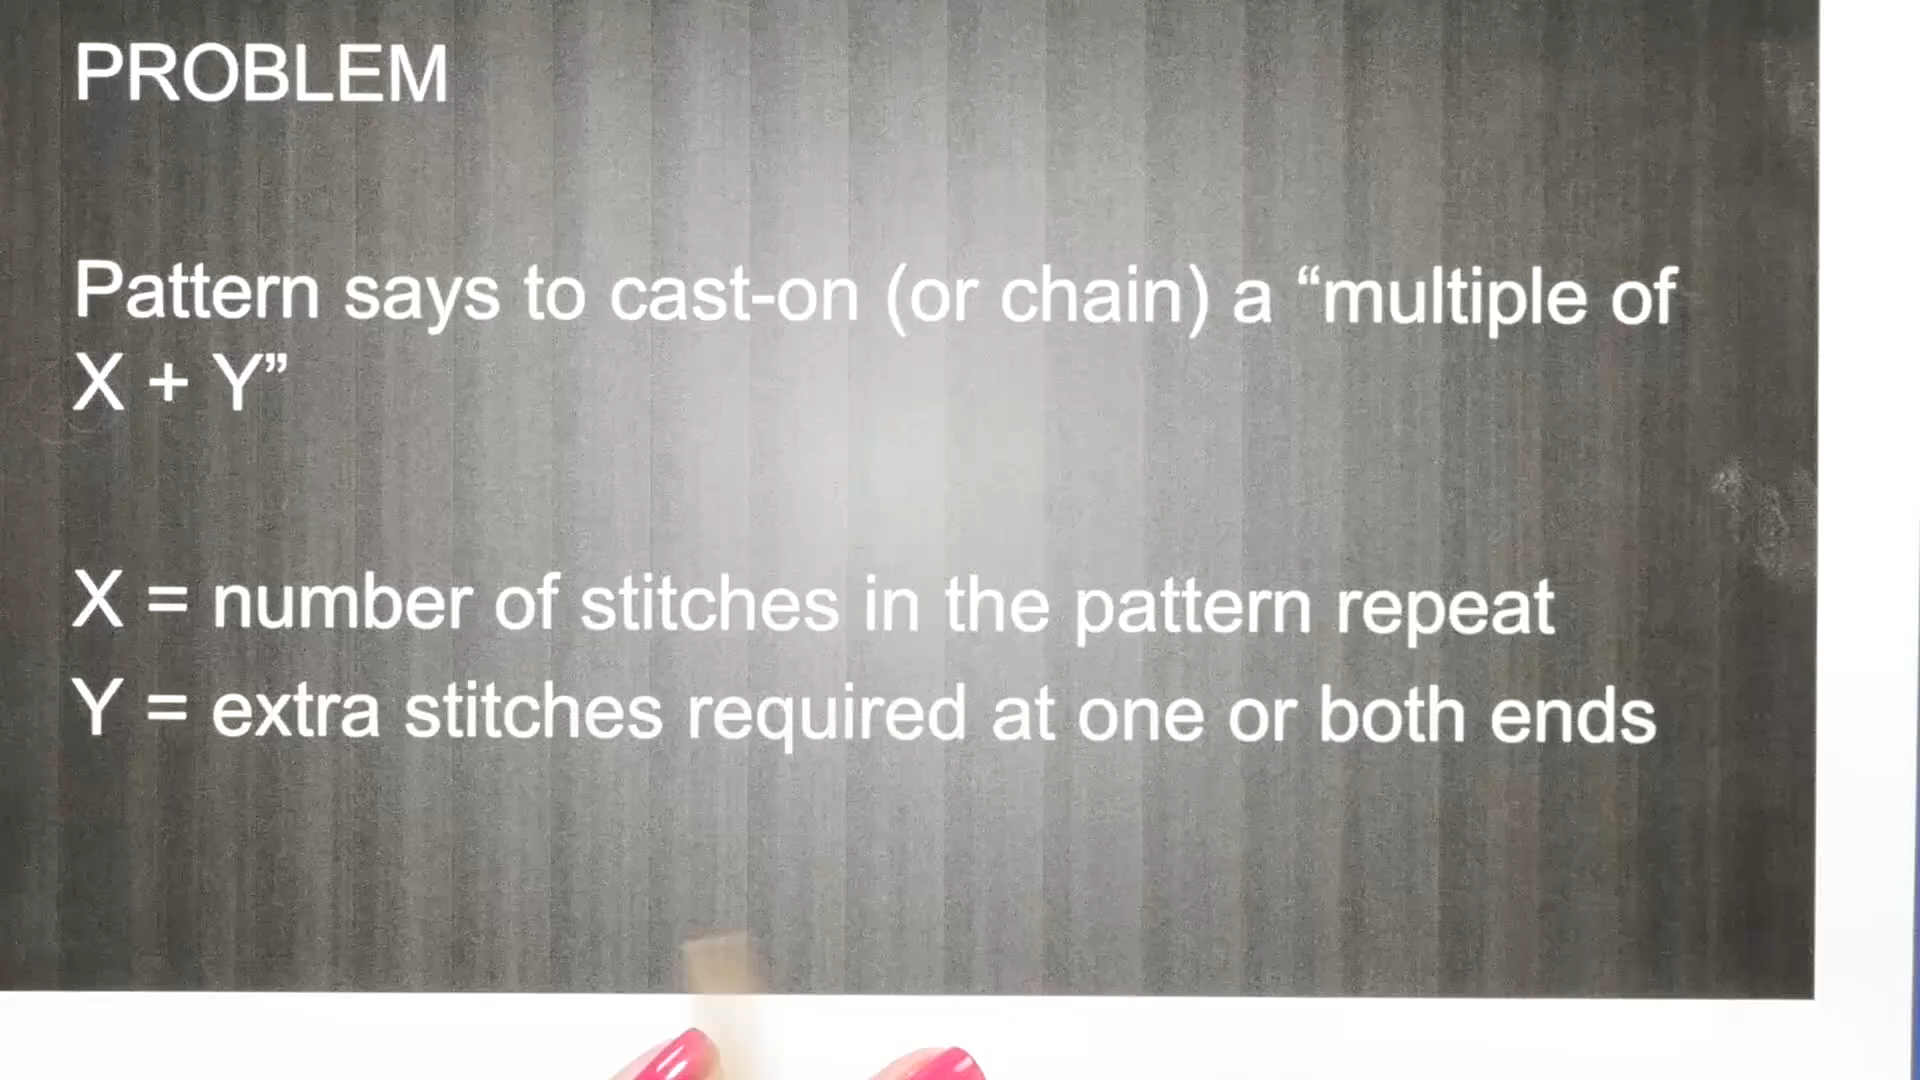 PROBLEM
Pattern says to cast-on (or chain) a “multiple of
X + Y”
X = number of stitches in the pattern repeat
Y = extra stitches required at one or both ends